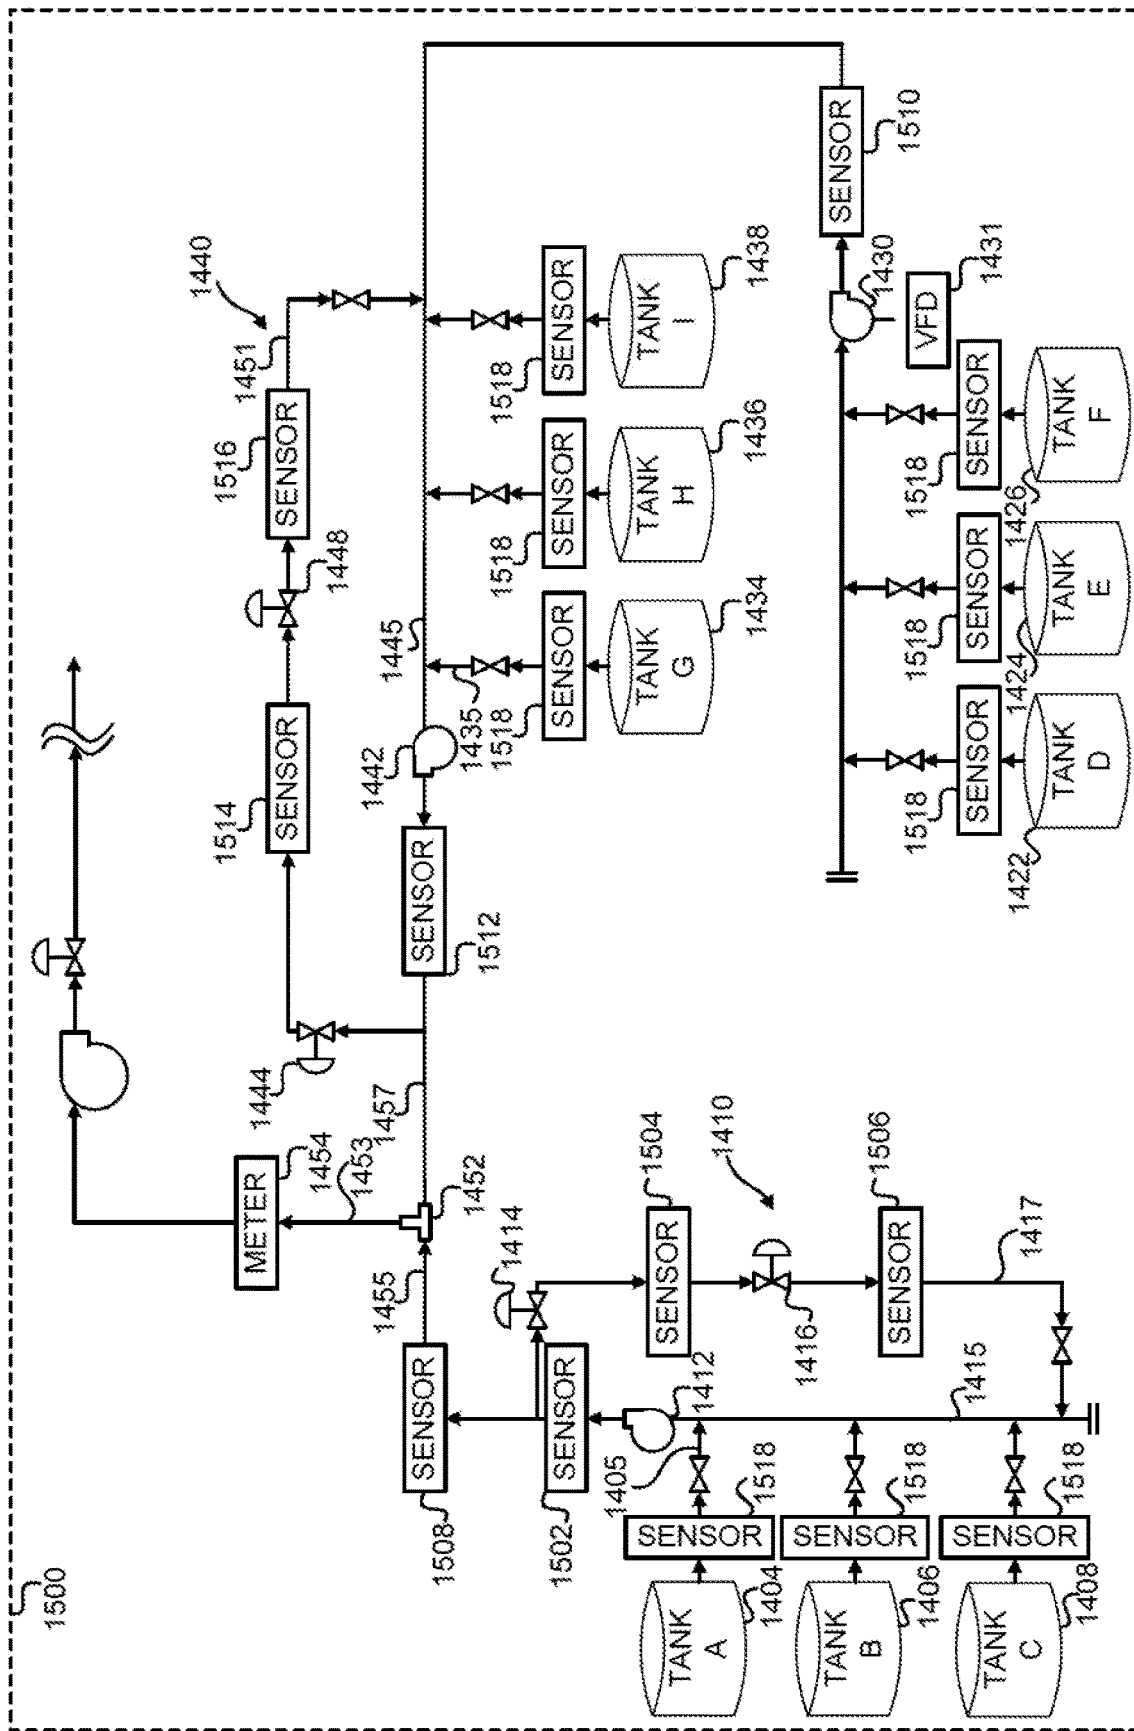 1500
TANK
A
1404
SENSOR
1518
1405
TANK
B
1406
SENSOR
1518
TANK
C
1408
SENSOR
1518
1412
1415
SENSOR
1502
SENSOR
1508
1414
SENSOR
1504
1410
1416
SENSOR
1506
1417
1455
1452
1453
METER
1454
1457
1444
SENSOR
1512
1442
SENSOR
1514
1448
SENSOR
1516
1451
1440
1445
1435
TANK
G
1434
SENSOR
1518
TANK
H
1436
SENSOR
1518
TANK
I
1438
SENSOR
1518
TANK
D
1422
SENSOR
1518
TANK
E
1424
SENSOR
1518
TANK
F
1426
SENSOR
1518
VFD
1431
1430
SENSOR
1510